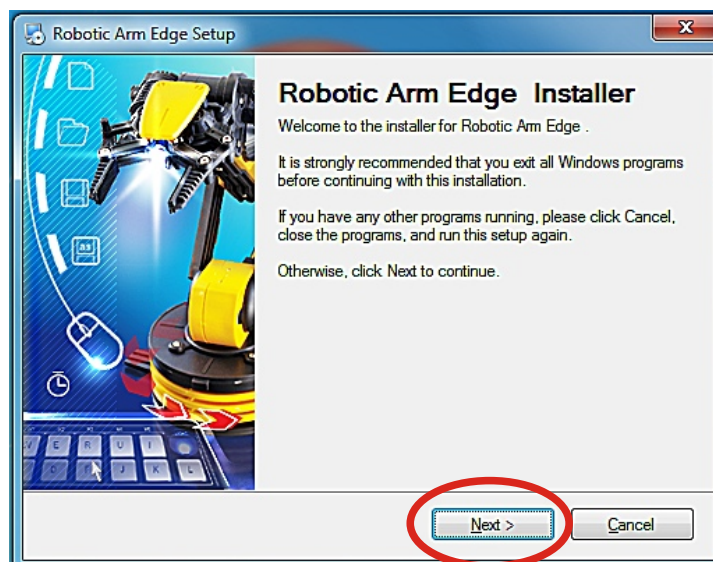 Robotic Arm Edge Setup
Robotic Arm Edge Installer
Welcome to the installer for Robotic Arm Edge .
It is strongly recommended that you exit all Windows programs
before continuing with this installation.
If you have any other programs running, please click Cancel,
close the programs, and run this setup again.
Otherwise, click Next to continue.
as
E R U I
J K L
Next >
Cancel